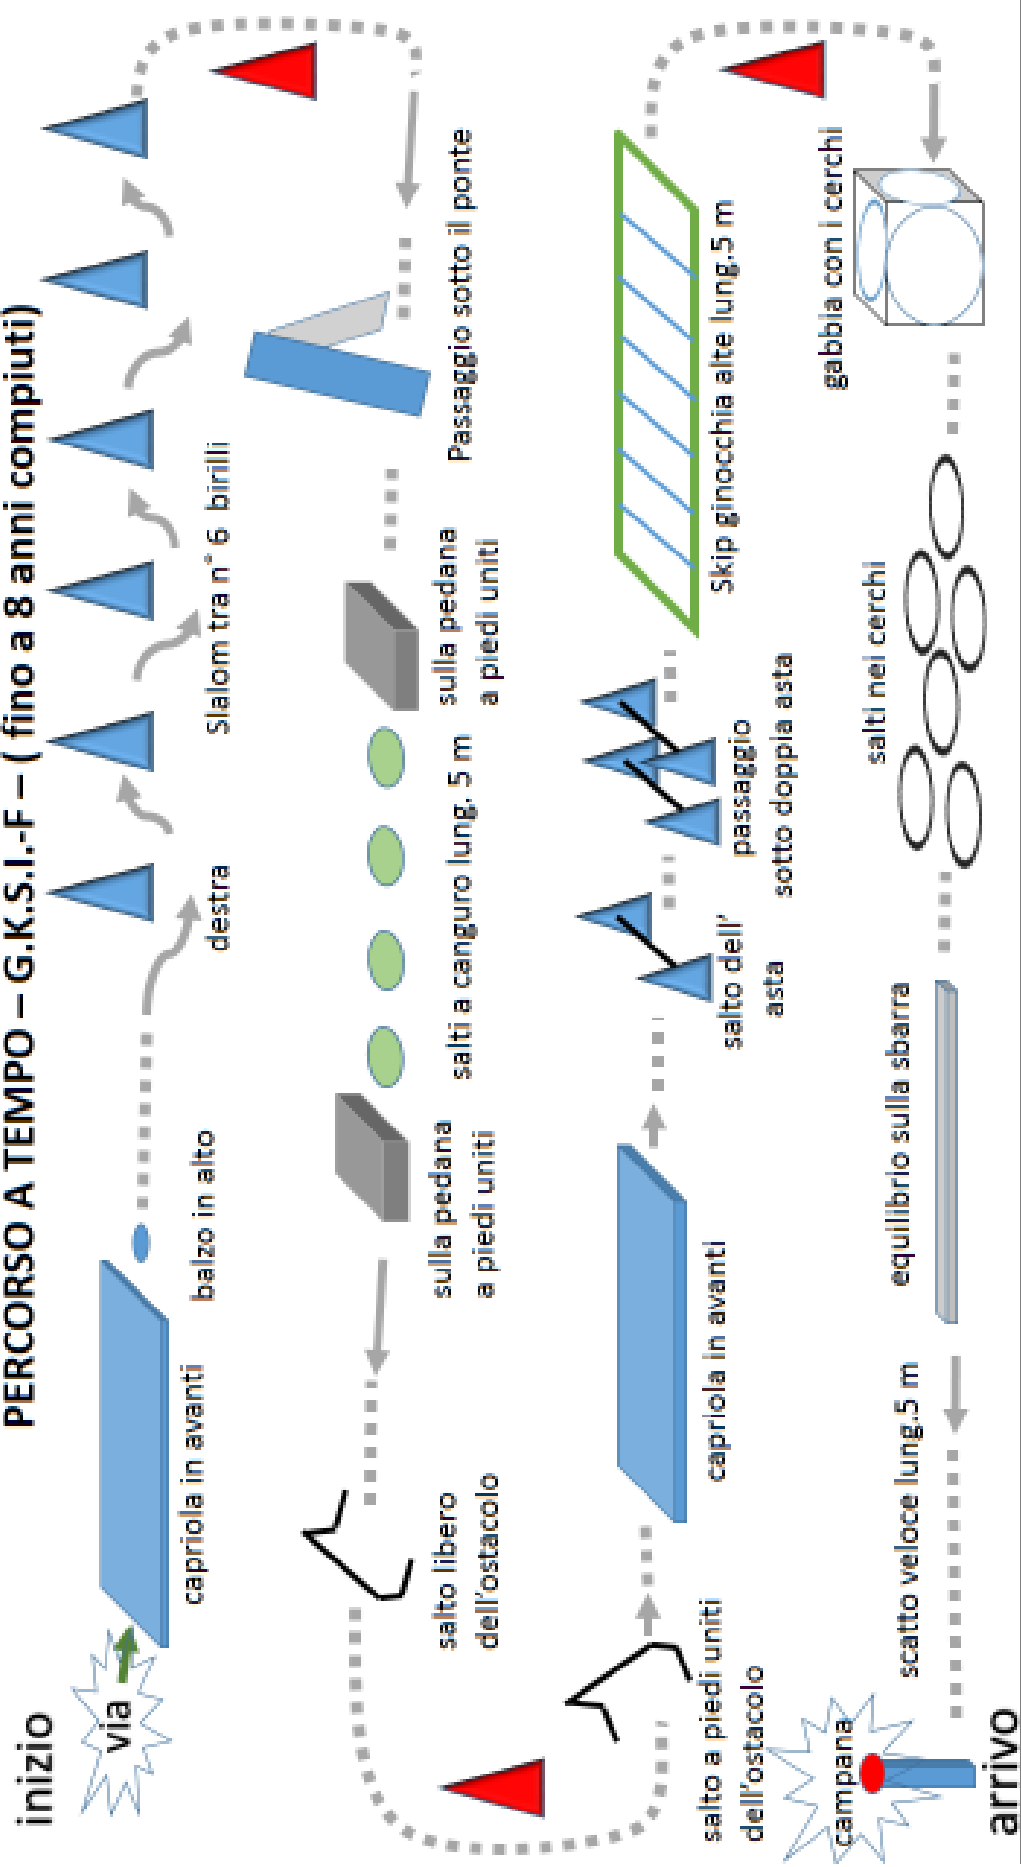 PERCORSO A TEMPO – G.K.S.I.-F – ( fino a 8 anni compiuti)
inizio
via
capriola in avanti
balzo in alto
destra
Slalom tra n° 6 birilli
Passaggio sotto il ponte
sulla pedana
a piedi uniti
salti a canguro lung. 5 m
sulla pedana
a piedi uniti
salto libero
dell'ostacolo
salto a piedi uniti
dell'ostacolo
capriola in avanti
salto dell'
asta
passaggio
sotto doppia asta
Skip ginocchia alte lung.5 m
gabbia con i cerchi
salti nei cerchi
equilibrio sulla sbarra
scatto veloce lung.5 m
campana
arrivo